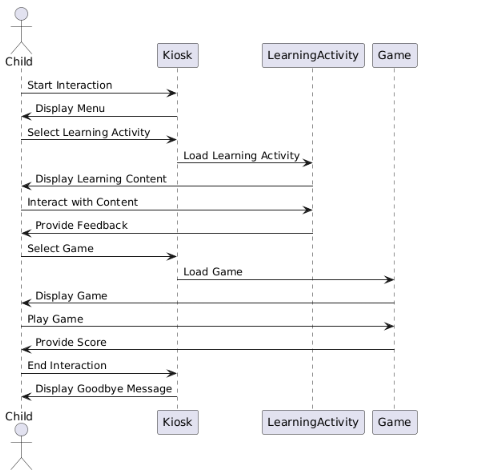 Child
Kiosk
LearningActivity
Game
Start Interaction
Display Menu
Select Learning Activity
Load Learning Activity
Display Learning Content
Interact with Content
Provide Feedback
Select Game
Load Game
Display Game
Play Game
Provide Score
End Interaction
Display Goodbye Message
Child
Kiosk
LearningActivity
Game